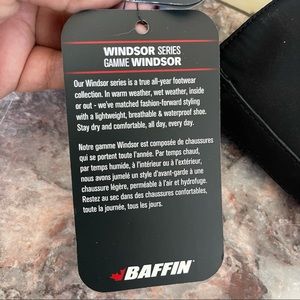 WINDSOR SERIES
GAMME WINDSOR
Our Windsor series is a true all-year footwear
collection. In warm weather, wet weather, inside
or out - we've matched fashion-forward styling
with a lightweight, breathable & waterproof shoe.
Stay dry and comfortable, all day, every day.
Notre gamme Windsor est composée de chaussures
qui se portent toute l'année. Par temps chaud,
par temps humide, à l'intérieur ou à l'extérieur,
nous avons jumelé un style d'avant-garde à une
chaussure légère, perméable à l'air et hydrofuge.
Restez au sec dans des chaussures confortables,
toute la journée, tous les jours.
BAFFIN